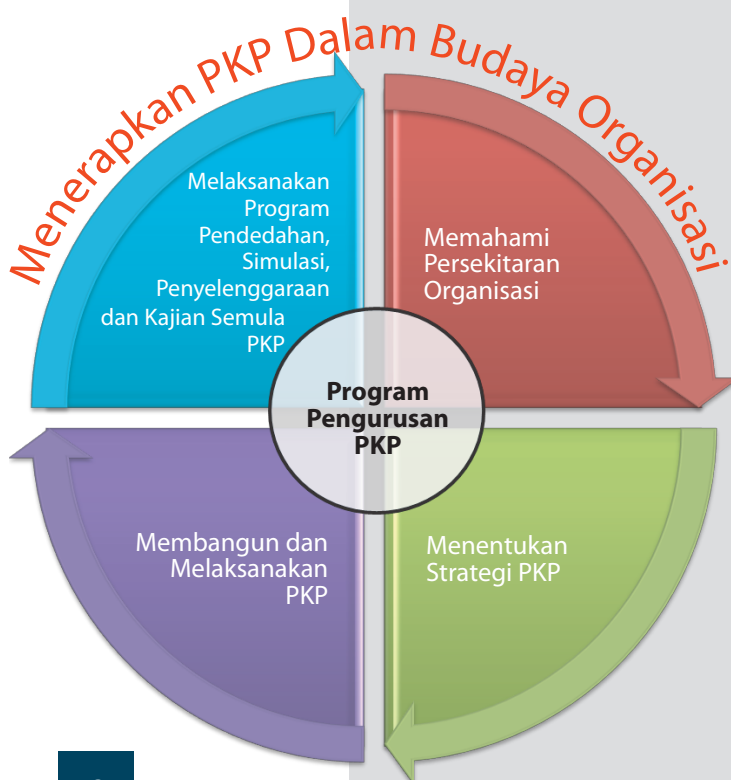 Menerapkan PKP Dalam Budaya Organisasi
Melaksanakan
Program
Pendedahan,
Simulasi,
Penyelenggaraan
dan Kajian Semula
PKP
Memahami
Persekitaran
Organisasi
Program
Pengurusan
PKP
Membangun dan
Melaksanakan
PKP
Menentukan
Strategi PKP